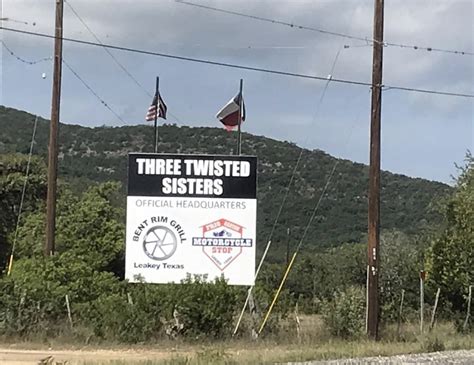 THREE TWISTED
SISTERS
OFFICIAL HEADQUARTERS
BENT RIM GRILL
Leakey Texas
MOTORCYCLE
STOP